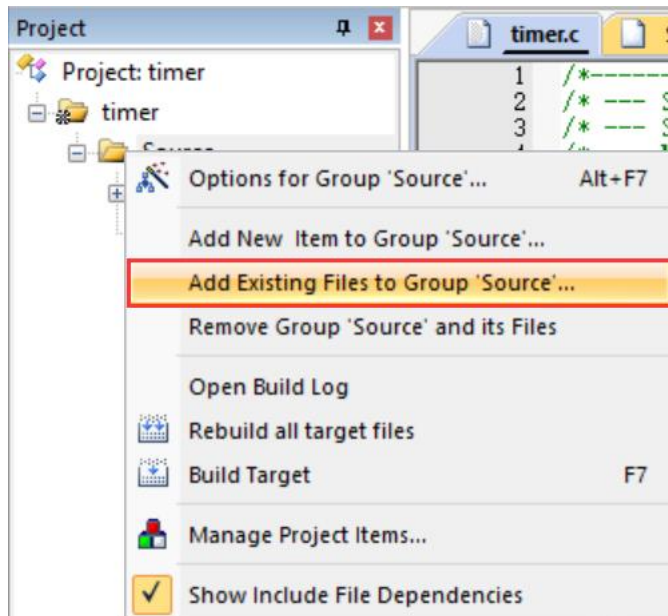 Project
timer.c
Project: timer
timer
1 /*------
2 /* --- S
3 /* --- S
Options for Group 'Source'... Alt+F7
Add New Item to Group 'Source'...
Add Existing Files to Group 'Source'...
Remove Group 'Source' and its Files
Open Build Log
Rebuild all target files
Build Target F7
Manage Project Items...
Show Include File Dependencies